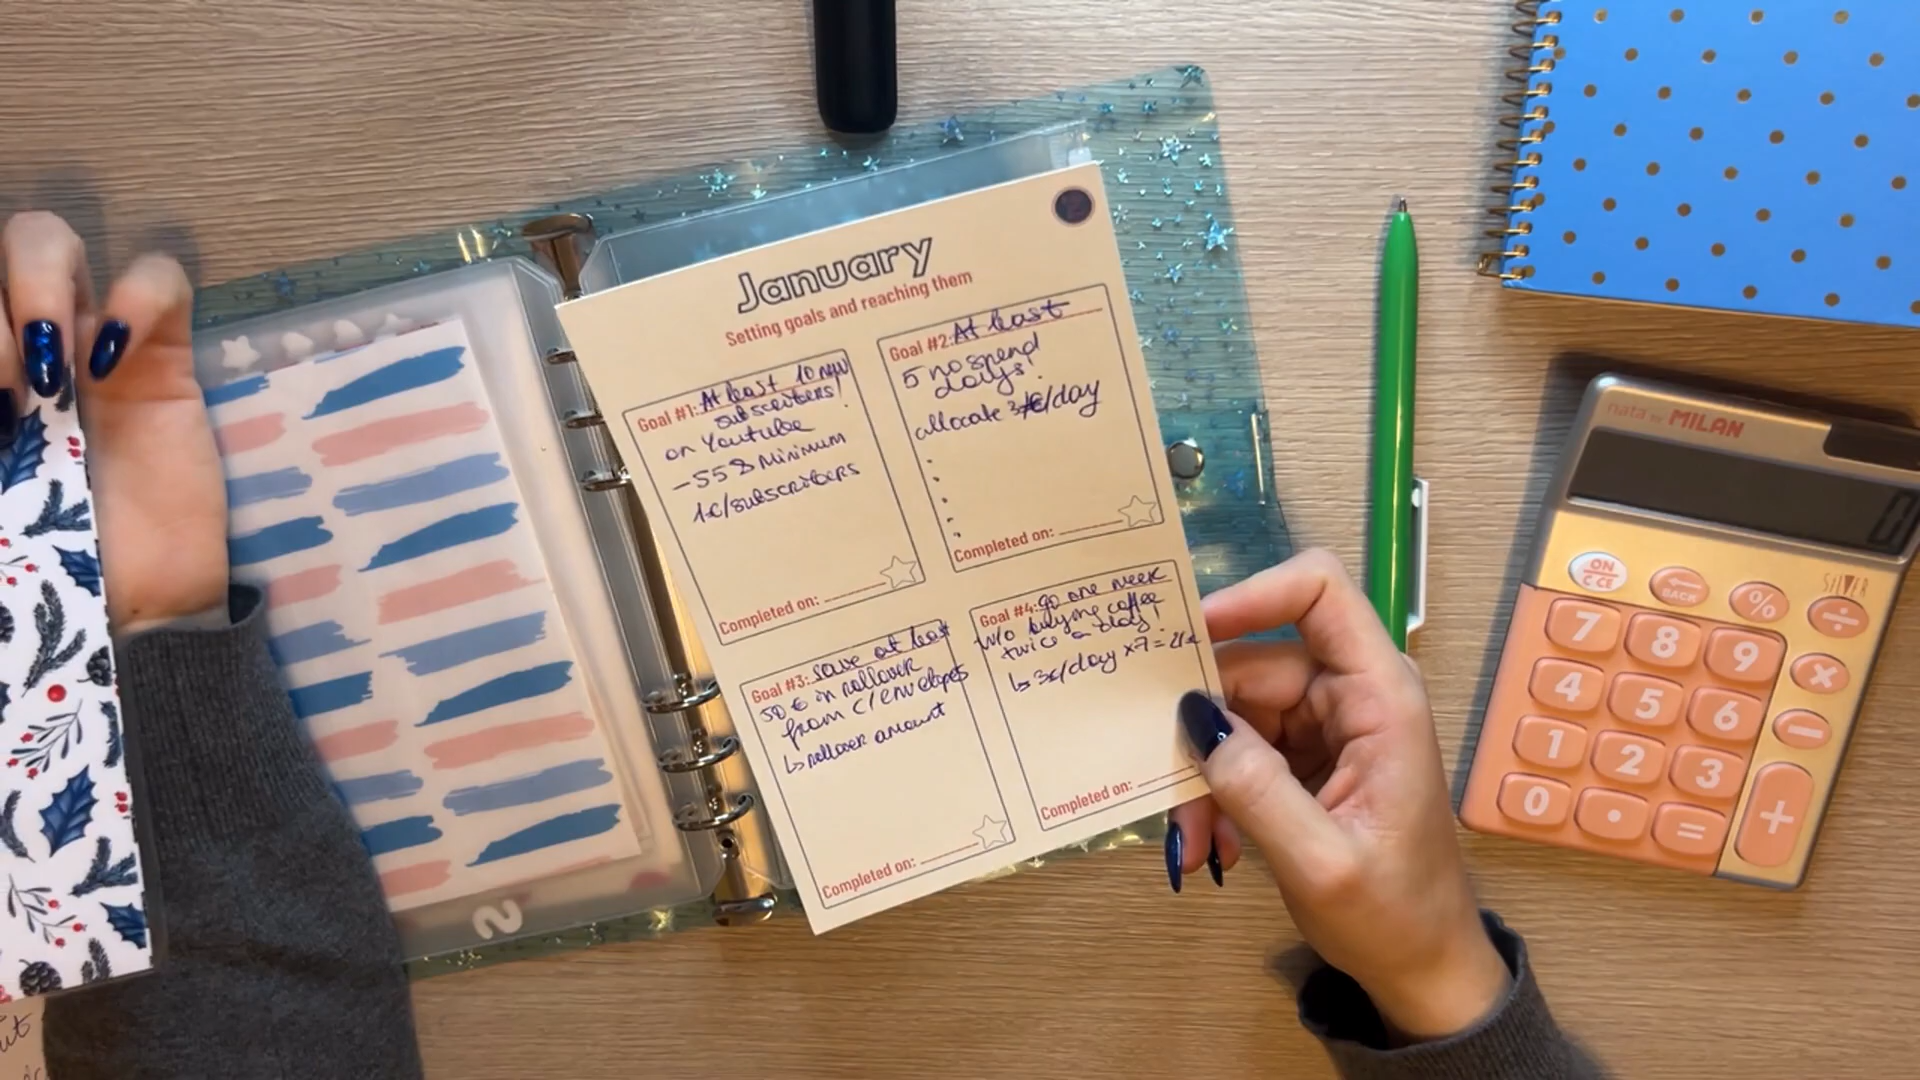 January
Setting goals and reaching them
Goal #1: At least 10 new
subscribers!
on Youtube
- 558 Minimum
1€/subscribers
Completed on:
Goal #2: At least
5 no spend
days!
allocate /day
Completed on:
Goal #3: save at least
50€ in rollover
from C/Envelopes
↳ rollover amount
Completed on:
Goal #4: go one week
w/o buying coffee
twice a day!
↳ 3€/day x7 = 21€
Completed on:
2
nata by MILAN
0
SILVER
ON
C CE
BACK
%
÷
7 8 9 ×
4 5 6 −
1 2 3 +
0 . =